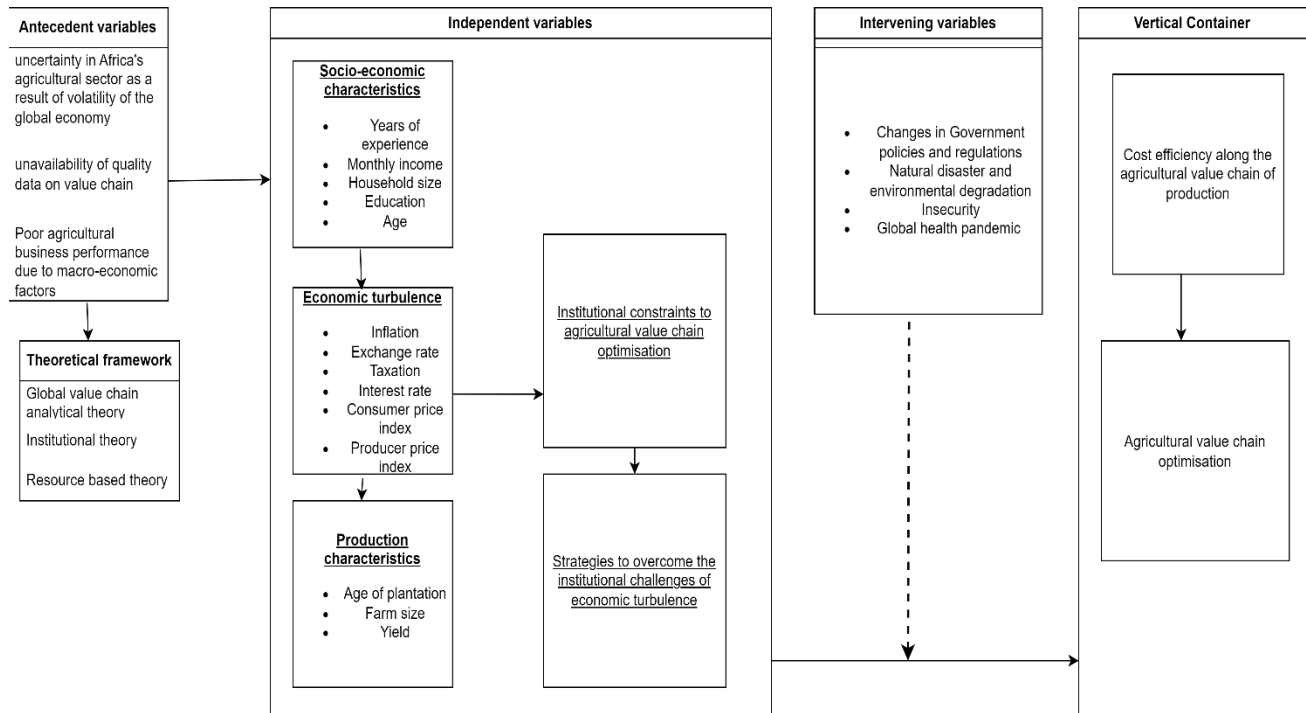 Antecedent variables
uncertainty in Africa's
agricultural sector as a
result of volatility of the
global economy
unavailability of quality
data on value chain
Poor agricultural
business performance
due to macro-economic
factors
Theoretical framework
Global value chain
analytical theory
Institutional theory
Resource based theory
Independent variables
Socio-economic
characteristics
• Years of
experience
• Monthly income
• Household size
• Education
• Age
Economic turbulence
• Inflation
• Exchange rate
• Taxation
• Interest rate
• Consumer price
index
• Producer price
index
Production
characteristics
• Age of plantation
• Farm size
• Yield
Institutional constraints to
agricultural value chain
optimisation
Strategies to overcome the
institutional challenges of
economic turbulence
Intervening variables
• Changes in Government
policies and regulations
• Natural disaster and
environmental degradation
• Insecurity
• Global health pandemic
Vertical Container
Cost efficiency along the
agricultural value chain of
production
Agricultural value chain
optimisation